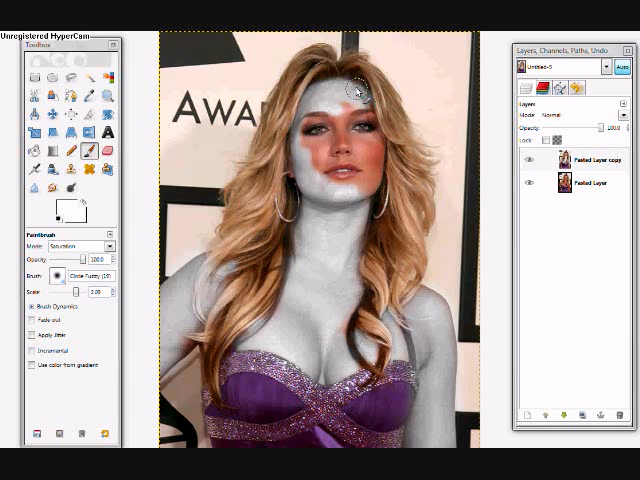 Unregistered HyperCam
Toolbox
Layers, Channels, Paths, Undo
Untitled-9
Auto
Layers
Mode: Normal
Opacity: 100.0
Lock:
Pasted Layer copy
Pasted Layer
AWA
A
Paintbrush
Mode: Saturation
Opacity: 100.0
Brush: Circle Fuzzy (19)
Scale: 2.09
Brush Dynamics
Fade out
Apply Jitter
Incremental
Use color from gradient